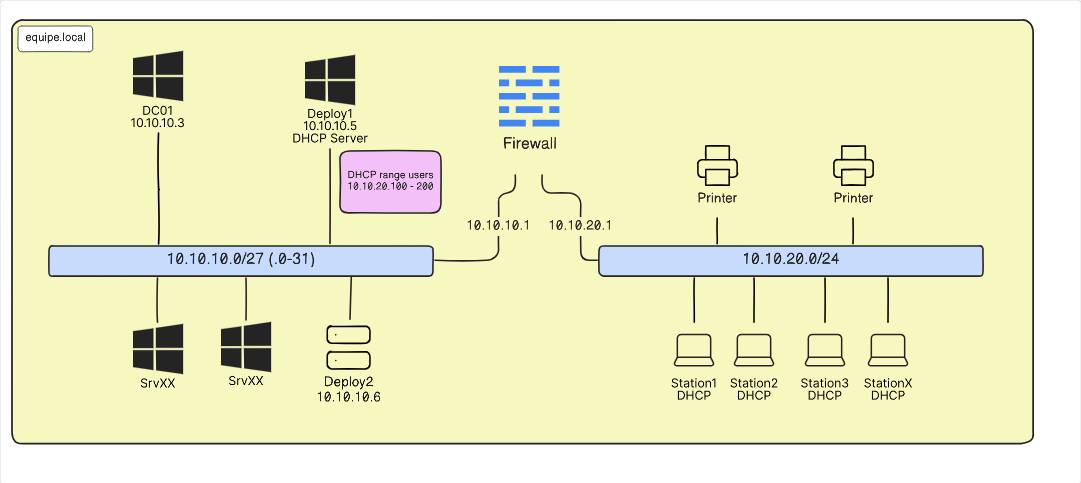 equipe.local
DC01
10.10.10.3
Deploy1
10.10.10.5
DHCP Server
DHCP range users
10.10.20.100 - 200
Firewall
10.10.10.1
10.10.20.1
Printer
Printer
10.10.10.0/27 (.0-31)
10.10.20.0/24
SrvXX
SrvXX
Deploy2
10.10.10.6
Station1
DHCP
Station2
DHCP
Station3
DHCP
StationX
DHCP